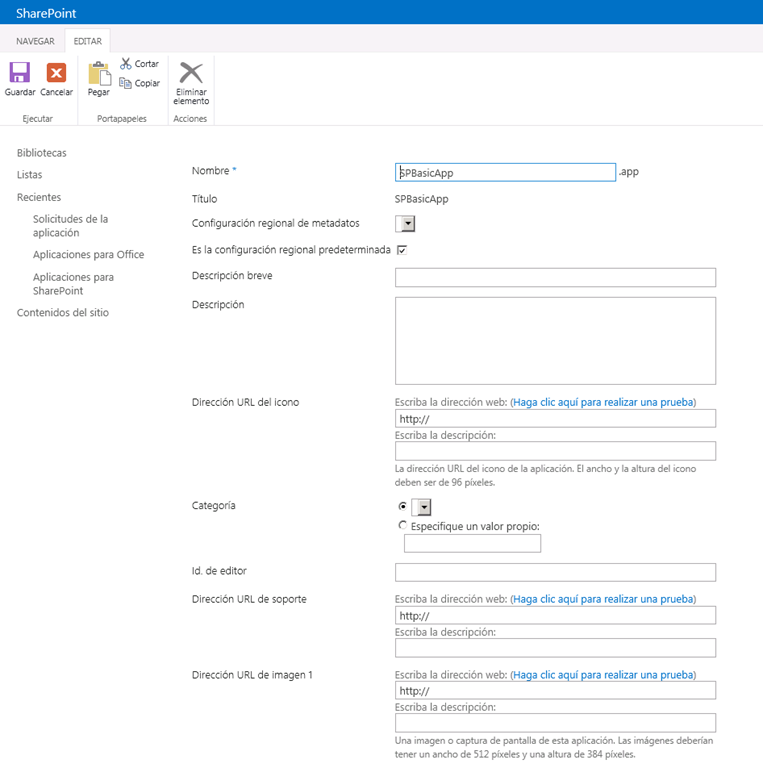 SharePoint
NAVEGAR
EDITAR
Guardar
Cancelar
Pegar
Cortar
Copiar
Eliminar
elemento
Ejecutar
Portapapeles
Acciones
Bibliotecas
Listas
Recientes
Solicitudes de la
aplicación
Aplicaciones para Office
Aplicaciones para
SharePoint
Contenidos del sitio
Nombre *
SPBasicApp .app
Título
SPBasicApp
Configuración regional de metadatos
Es la configuración regional predeterminada
Descripción breve
Descripción
Dirección URL del icono
Escriba la dirección web: (Haga clic aquí para realizar una prueba)
http://
Escriba la descripción:
La dirección URL del icono de la aplicación. El ancho y la altura del icono
deben ser de 96 píxeles.
Categoría
Especifique un valor propio:
Id. de editor
Dirección URL de soporte
Escriba la dirección web: (Haga clic aquí para realizar una prueba)
http://
Escriba la descripción:
Dirección URL de imagen 1
Escriba la dirección web: (Haga clic aquí para realizar una prueba)
http://
Escriba la descripción:
Una imagen o captura de pantalla de esta aplicación. Las imágenes deberían
tener un ancho de 512 píxeles y una altura de 384 píxeles.